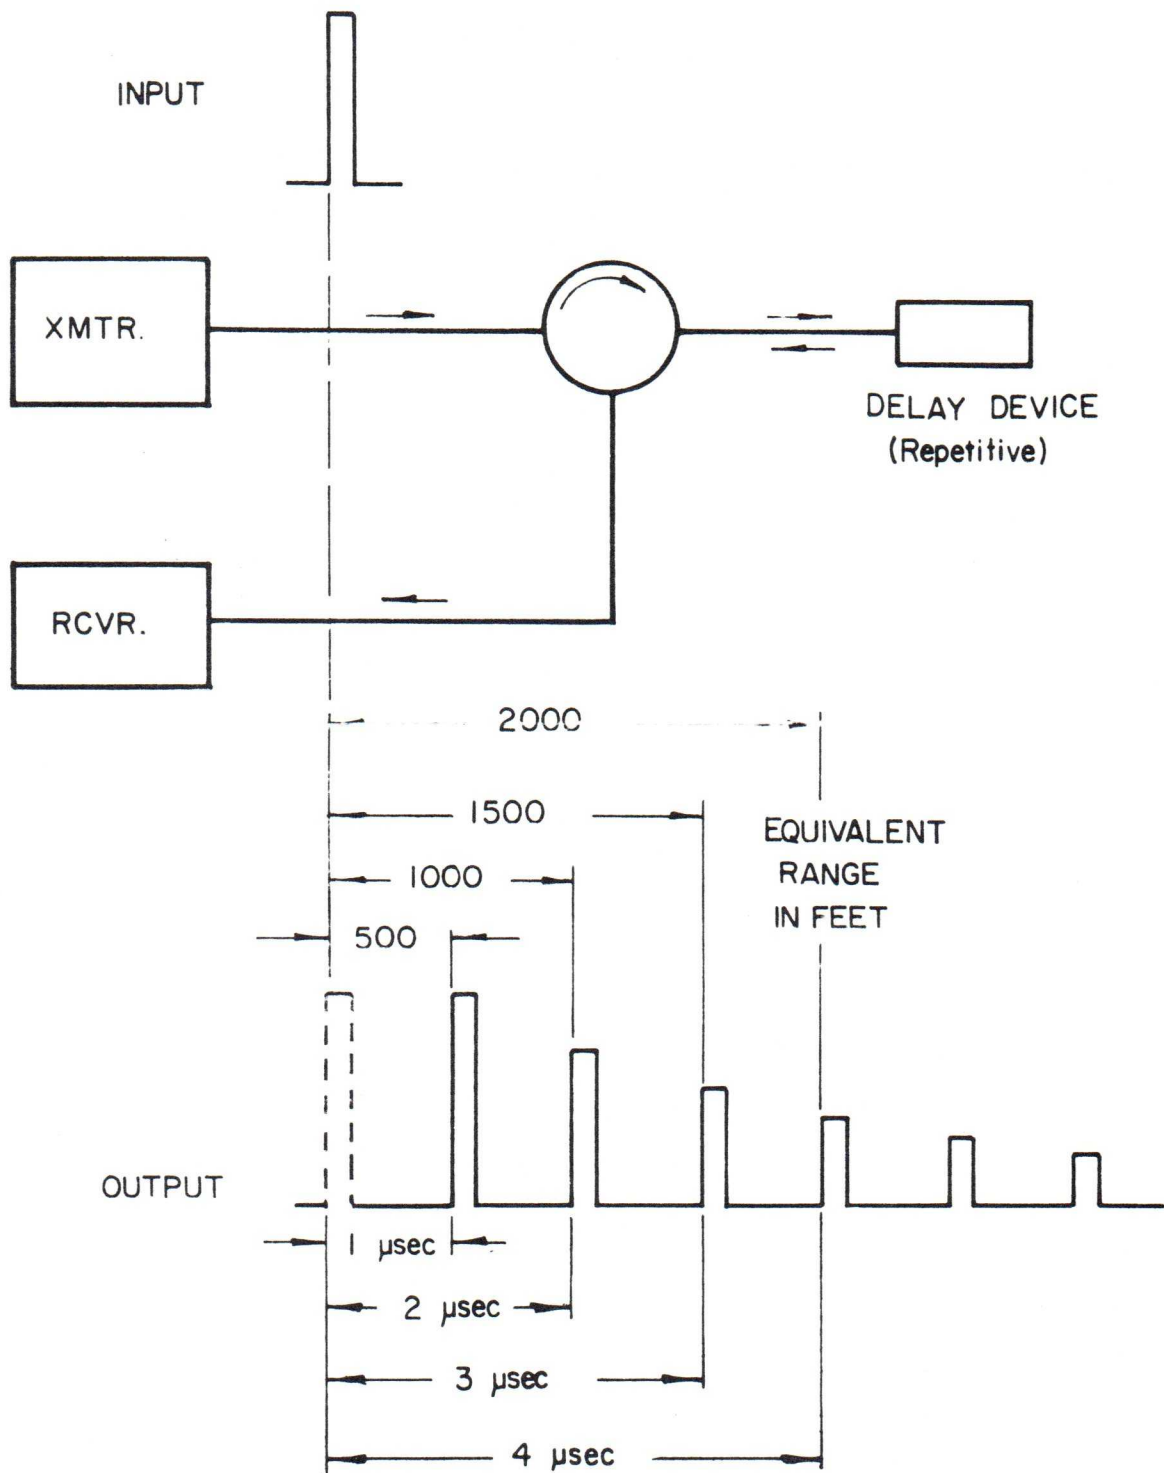 INPUT
XMTR.
DELAY DEVICE
(Repetitive)
RCVR.
2000
1500
EQUIVALENT
RANGE
IN FEET
1000
500
OUTPUT
1 µsec
2 µsec
3 µsec
4 µsec